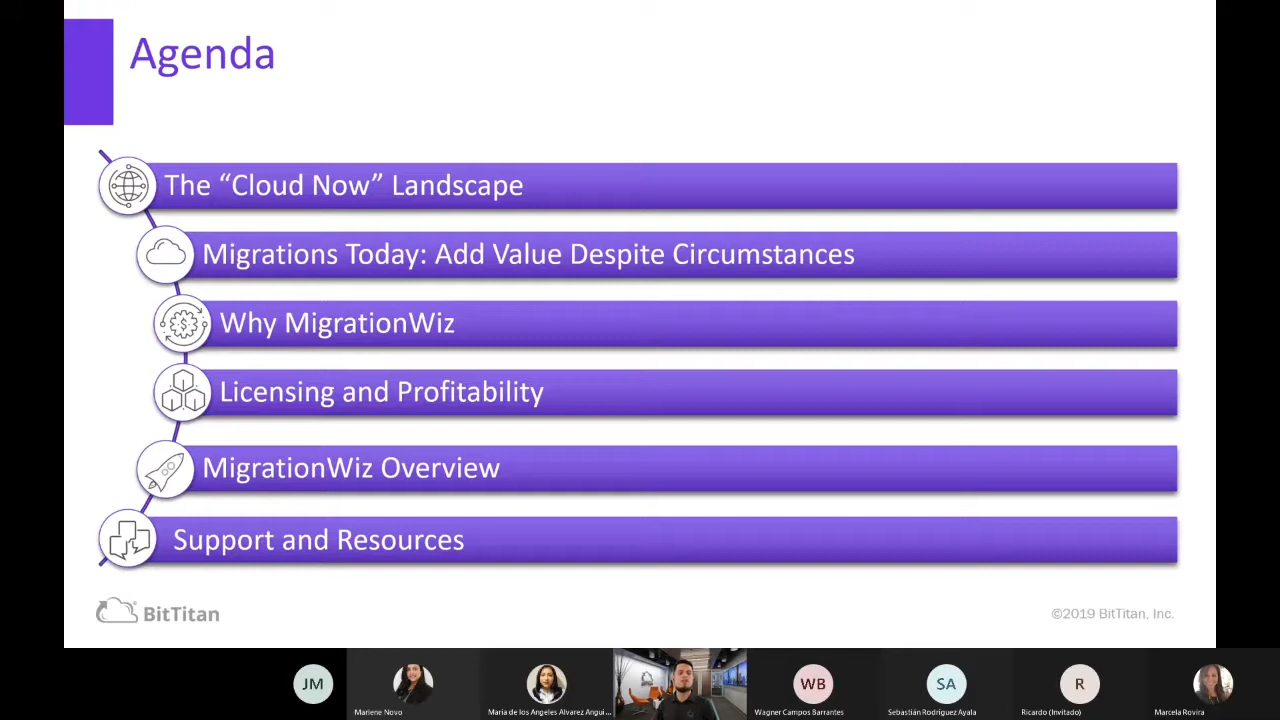 Agenda
The “Cloud Now” Landscape
Migrations Today: Add Value Despite Circumstances
Why MigrationWiz
Licensing and Profitability
MigrationWiz Overview
Support and Resources
BitTitan
©2019 BitTitan, Inc.
JM
WB
SA
R
Marlene Novo
Maria de los Angeles Alvarez Angui...
Wagner Campos Barrantes
Sebastián Rodríguez Ayala
Ricardo (Invitado)
Marcela Rovira